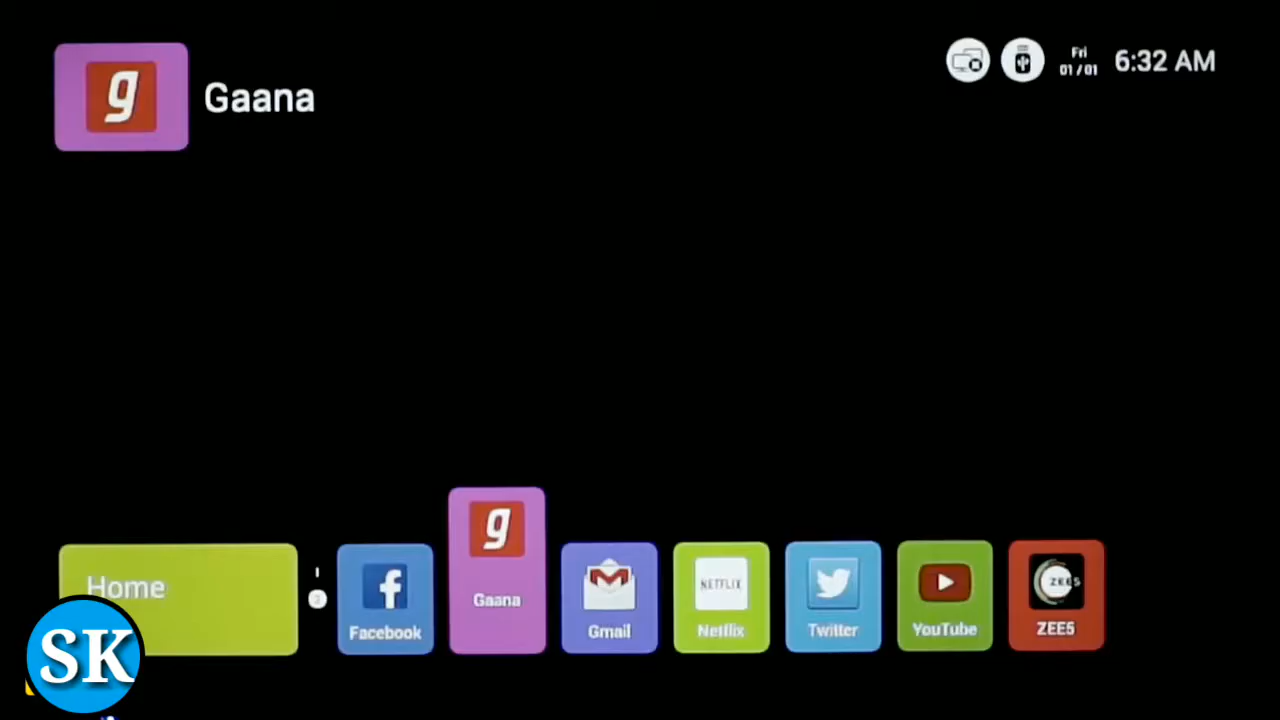 g
Gaana
Fri
01/01
6:32 AM
Home
Facebook
g
Gaana
Gmail
NETFLIX
Netflix
Twitter
YouTube
ZEE5
ZEE5
SK